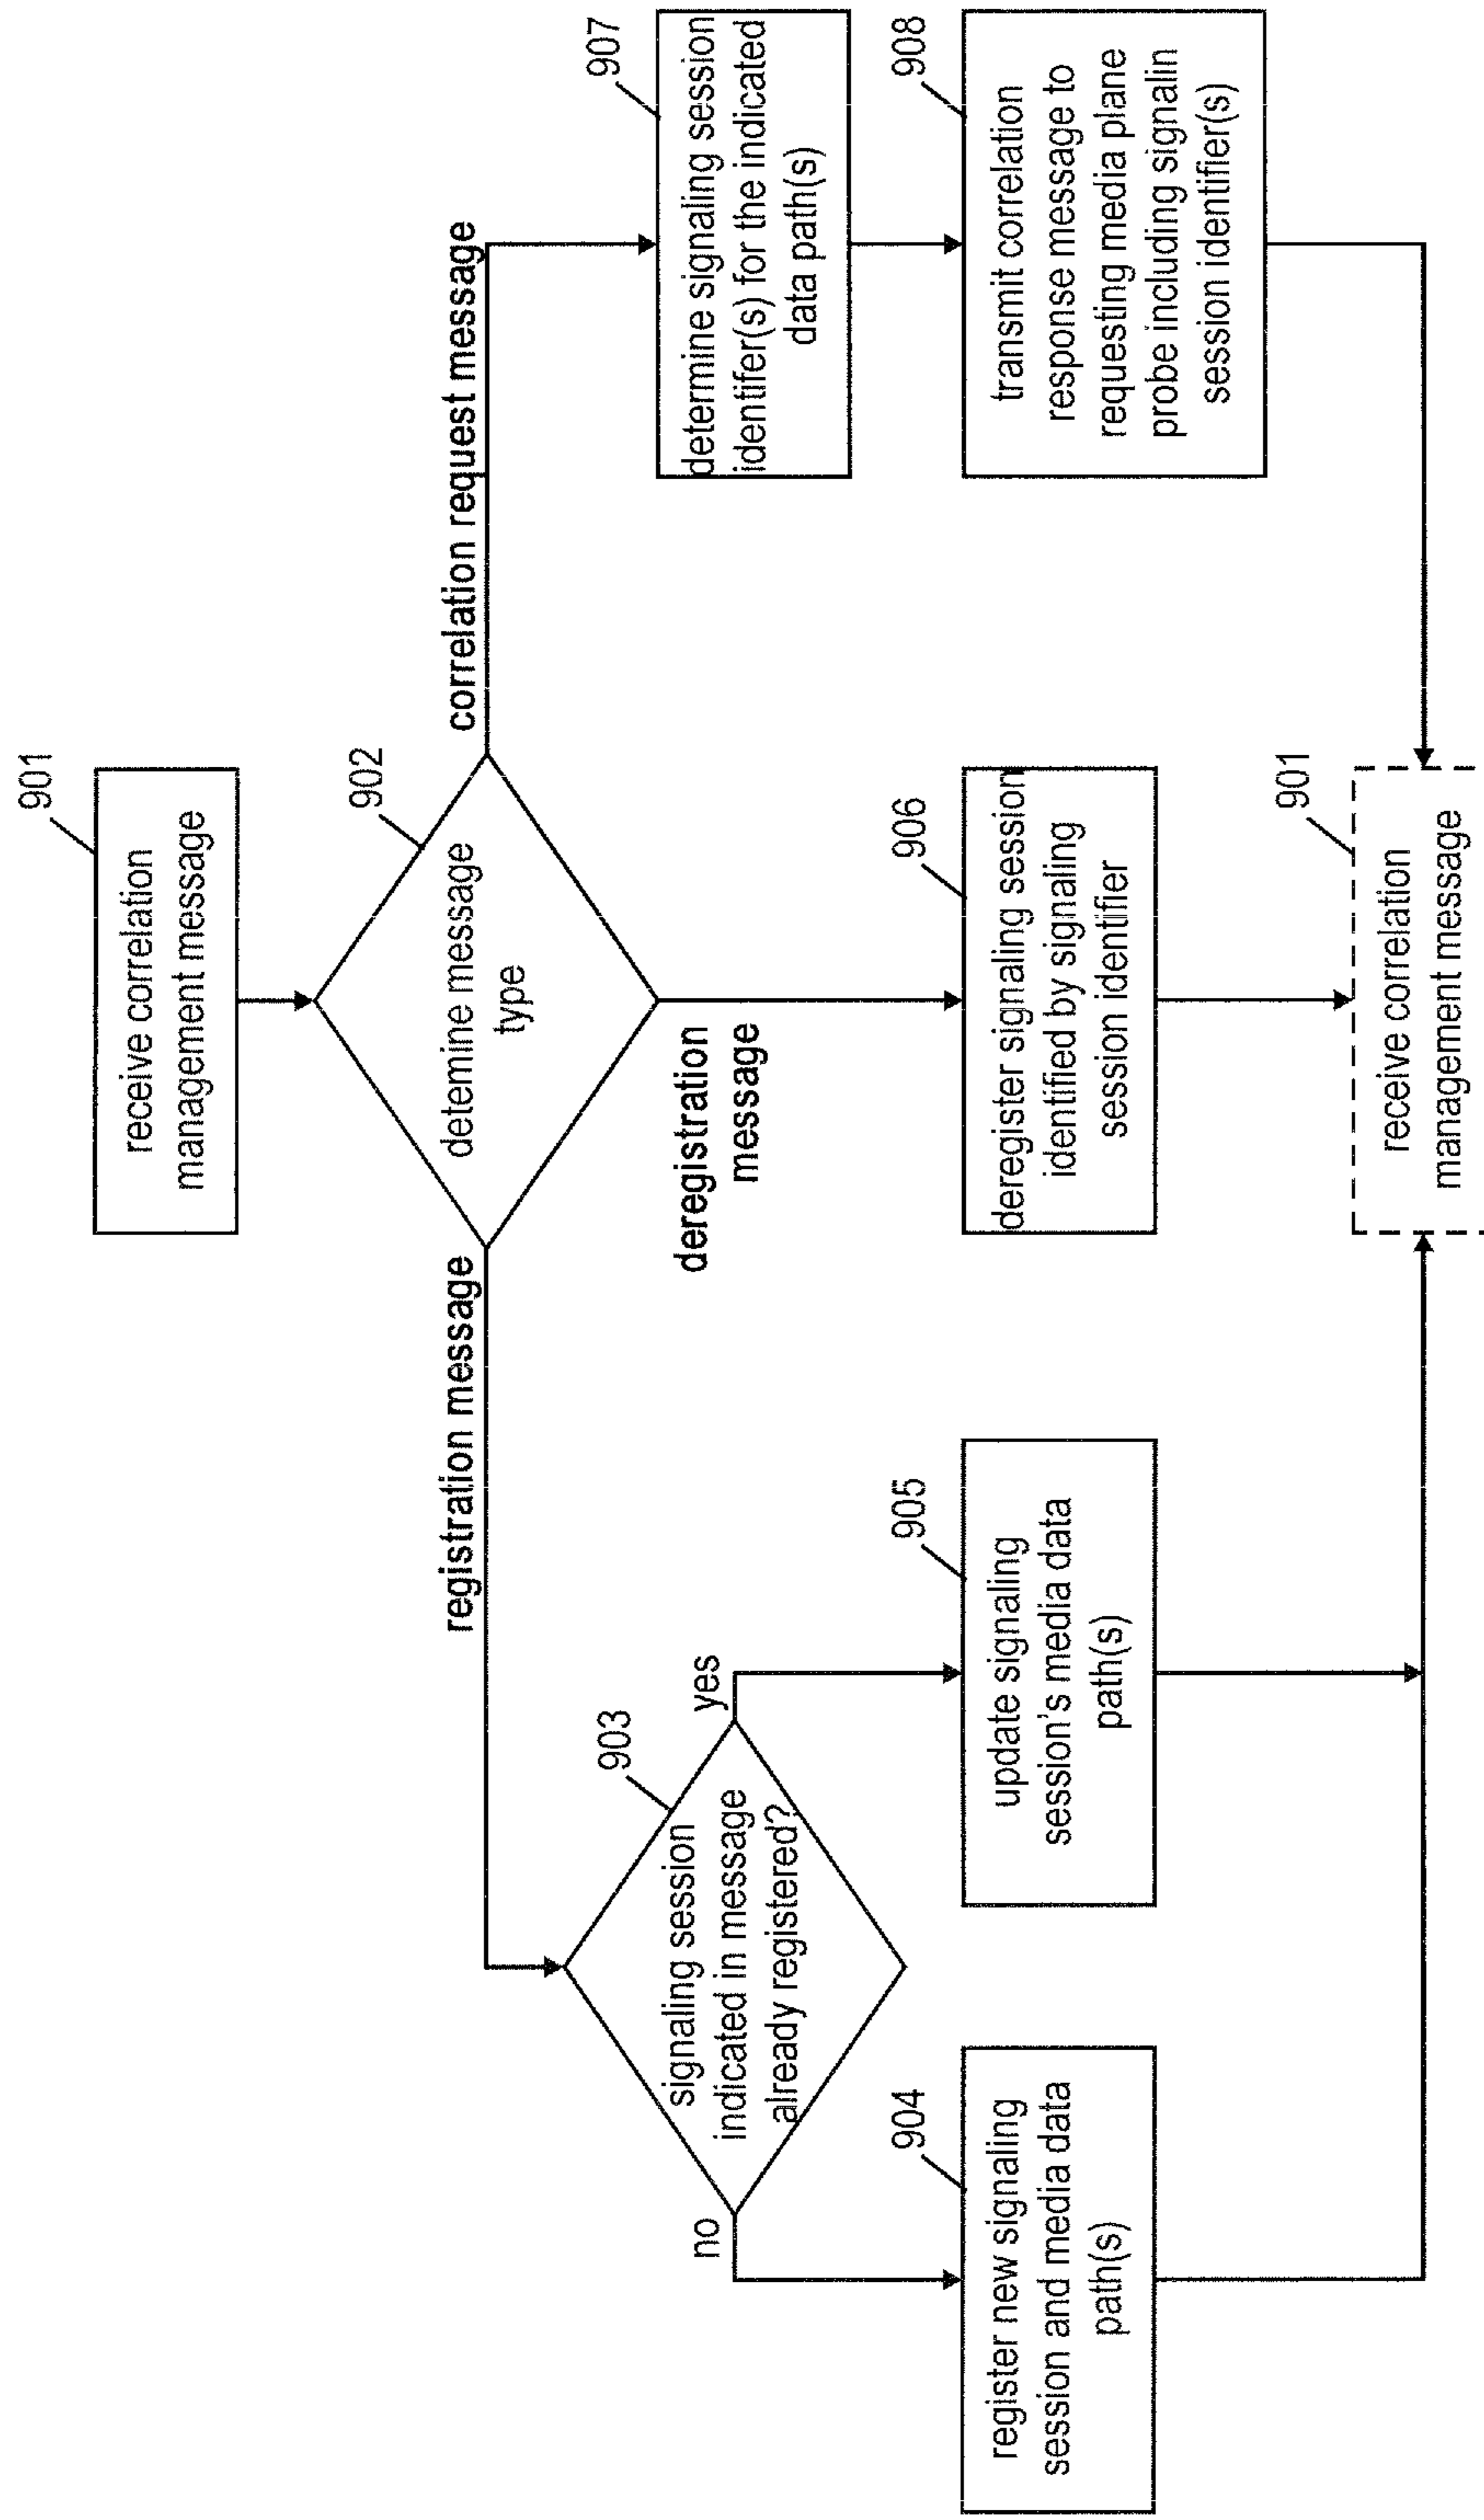 901
receive correlation
management message
902
determine message
type
registration message
correlation request message
deregistration
message
903
signaling session
indicated in message
already registered?
no
yes
904
register new signaling
session and media data
path(s)
905
update signaling
session's media data
path(s)
906
deregister signaling session
identified by signaling
session identifier
907
determine signaling session
identifer(s) for the indicated
data path(s)
908
transmit correlation
response message to
requesting media plane
probe including signalin
session identifier(s)
901
receive correlation
management message